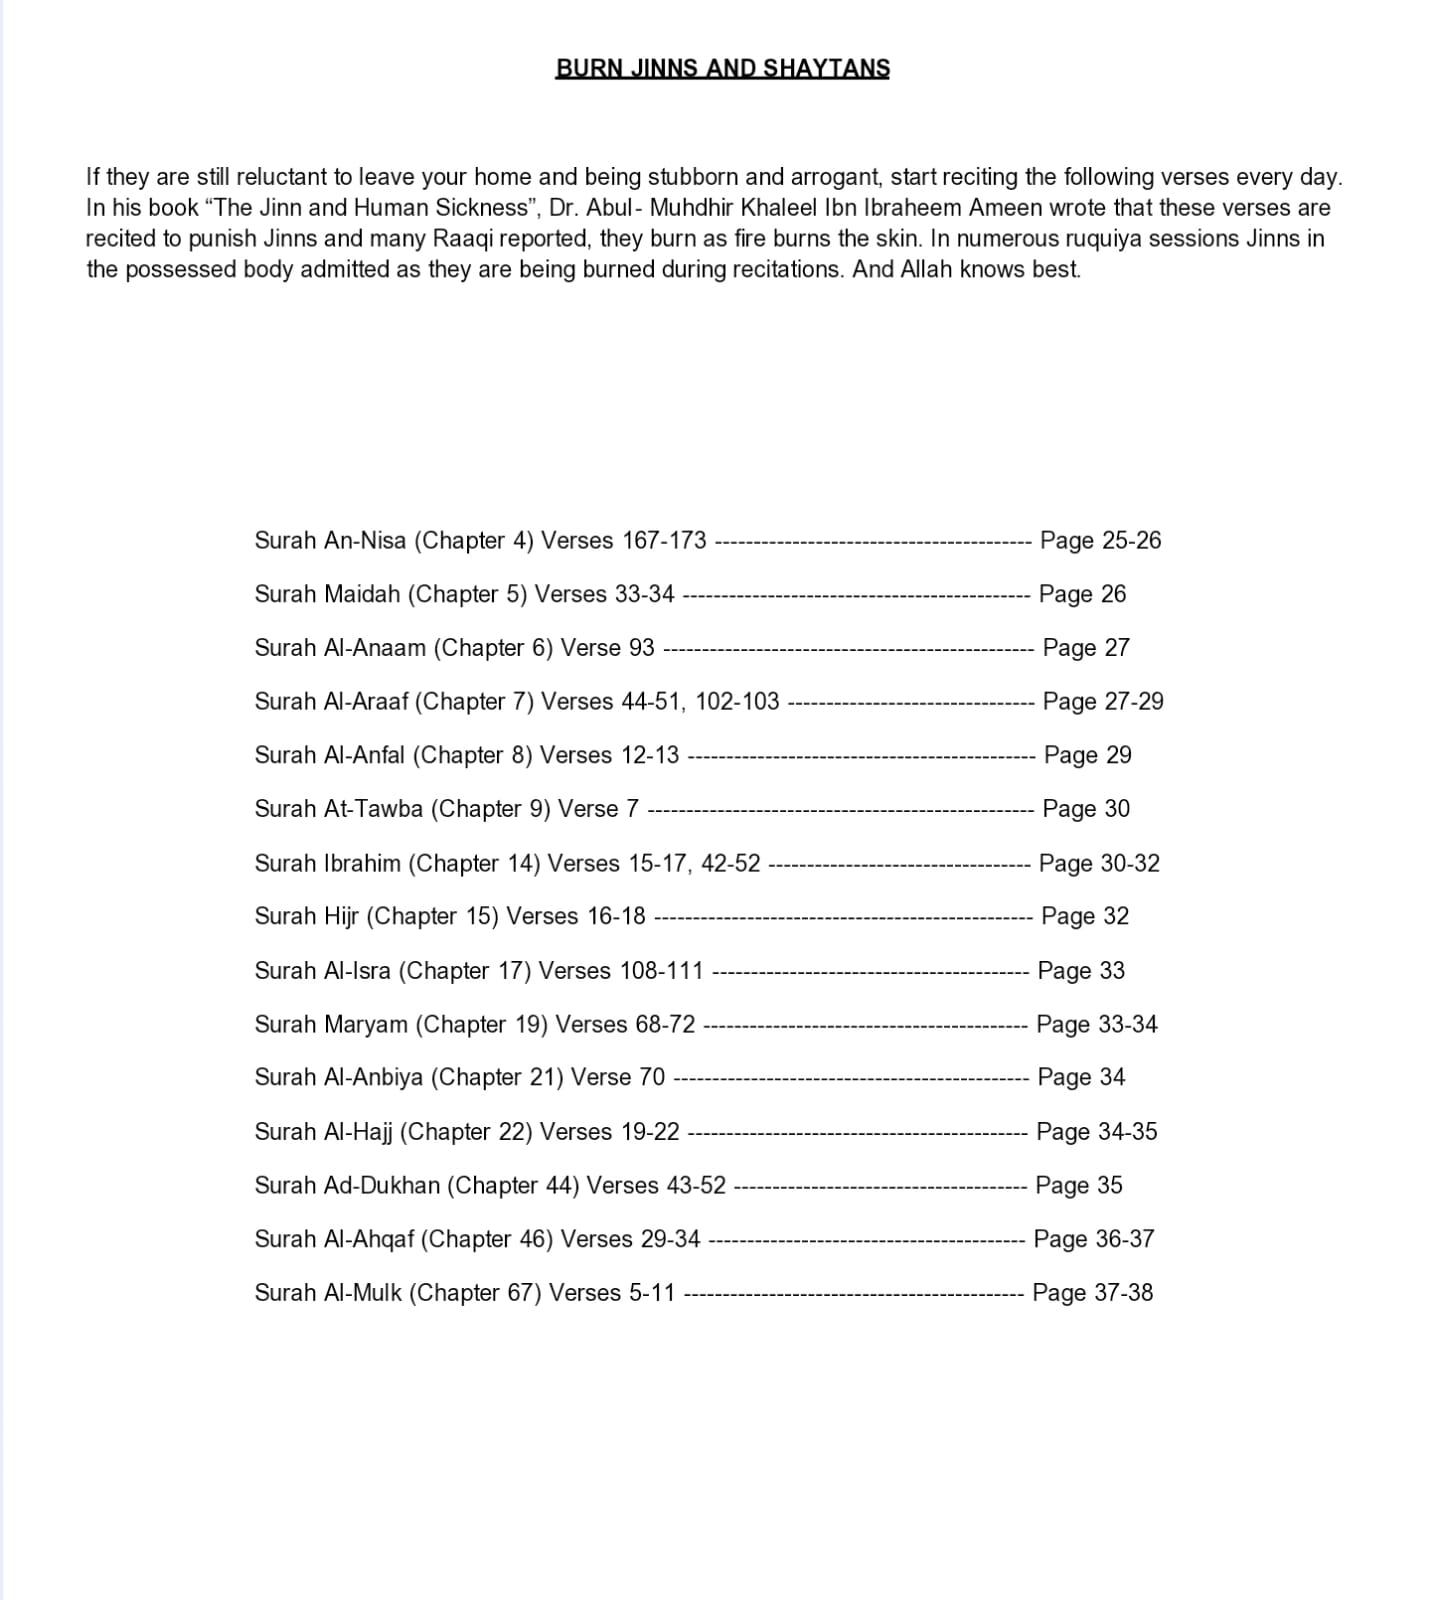 BURN JINNS AND SHAYTANS
If they are still reluctant to leave your home and being stubborn and arrogant, start reciting the following verses every day.
In his book “The Jinn and Human Sickness”, Dr. Abul- Muhdhir Khaleel Ibn Ibraheem Ameen wrote that these verses are
recited to punish Jinns and many Raaqi reported, they burn as fire burns the skin. In numerous ruquiya sessions Jinns in
the possessed body admitted as they are being burned during recitations. And Allah knows best.
Surah An-Nisa (Chapter 4) Verses 167-173 ----------------------------------------- Page 25-26
Surah Maidah (Chapter 5) Verses 33-34 --------------------------------------------- Page 26
Surah Al-Anaam (Chapter 6) Verse 93 ------------------------------------------------ Page 27
Surah Al-Araaf (Chapter 7) Verses 44-51, 102-103 -------------------------------- Page 27-29
Surah Al-Anfal (Chapter 8) Verses 12-13 --------------------------------------------- Page 29
Surah At-Tawba (Chapter 9) Verse 7 -------------------------------------------------- Page 30
Surah Ibrahim (Chapter 14) Verses 15-17, 42-52 ---------------------------------- Page 30-32
Surah Hijr (Chapter 15) Verses 16-18 ------------------------------------------------- Page 32
Surah Al-Isra (Chapter 17) Verses 108-111 ----------------------------------------- Page 33
Surah Maryam (Chapter 19) Verses 68-72 ------------------------------------------ Page 33-34
Surah Al-Anbiya (Chapter 21) Verse 70 ---------------------------------------------- Page 34
Surah Al-Hajj (Chapter 22) Verses 19-22 -------------------------------------------- Page 34-35
Surah Ad-Dukhan (Chapter 44) Verses 43-52 -------------------------------------- Page 35
Surah Al-Ahqaf (Chapter 46) Verses 29-34 ----------------------------------------- Page 36-37
Surah Al-Mulk (Chapter 67) Verses 5-11 -------------------------------------------- Page 37-38